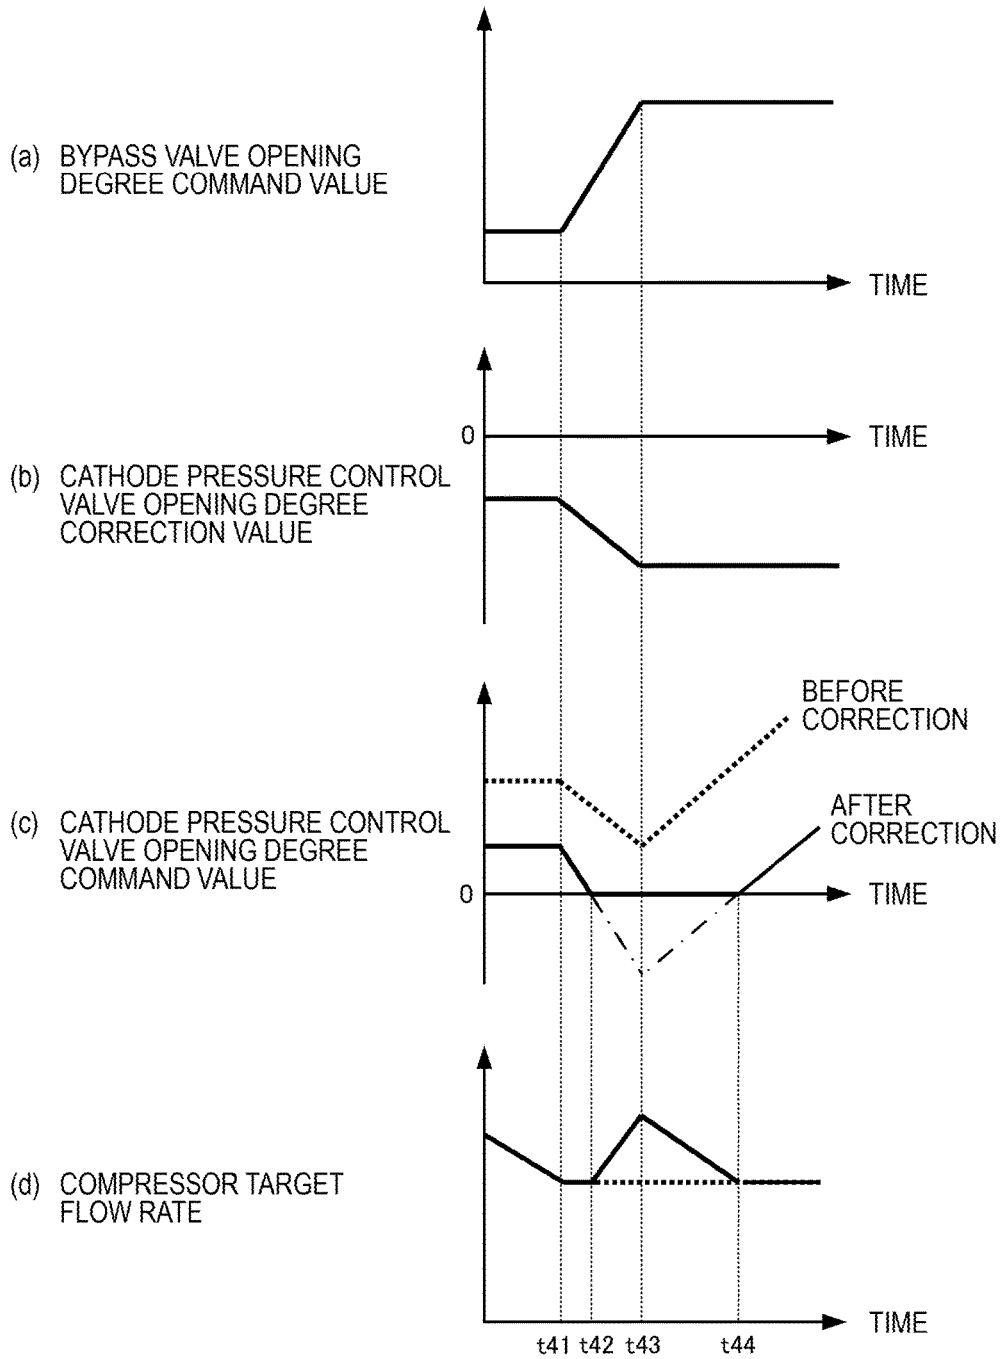 (a) BYPASS VALVE OPENING
DEGREE COMMAND VALUE
TIME
0
TIME
(b) CATHODE PRESSURE CONTROL
VALVE OPENING DEGREE
CORRECTION VALUE
BEFORE
CORRECTION
AFTER
CORRECTION
(c) CATHODE PRESSURE CONTROL
VALVE OPENING DEGREE
COMMAND VALUE
0
TIME
(d) COMPRESSOR TARGET
FLOW RATE
TIME
t41 t42 t43 t44